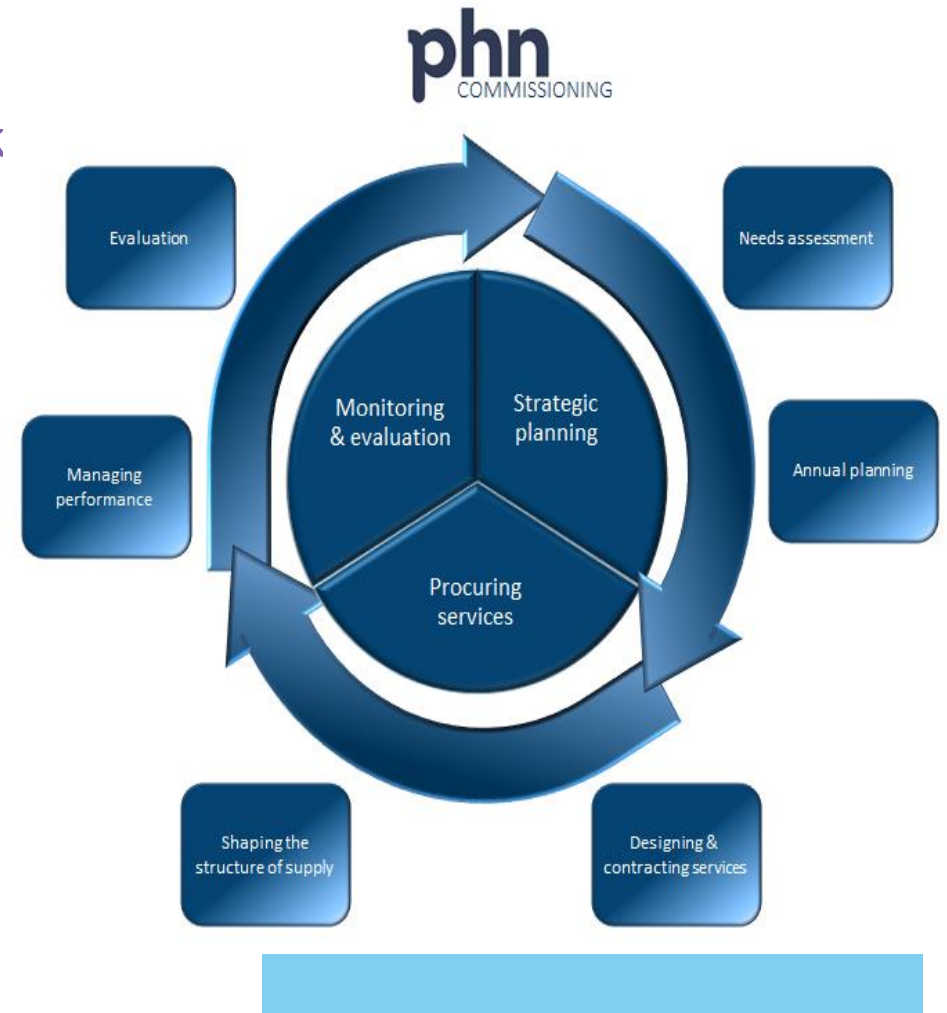 phn
COMMISSIONING
Evaluation
Needs assessment
Monitoring
& evaluation
Strategic
planning
Managing
performance
Annual planning
Procuring
services
Shaping the
structure of supply
Designing &
contracting services